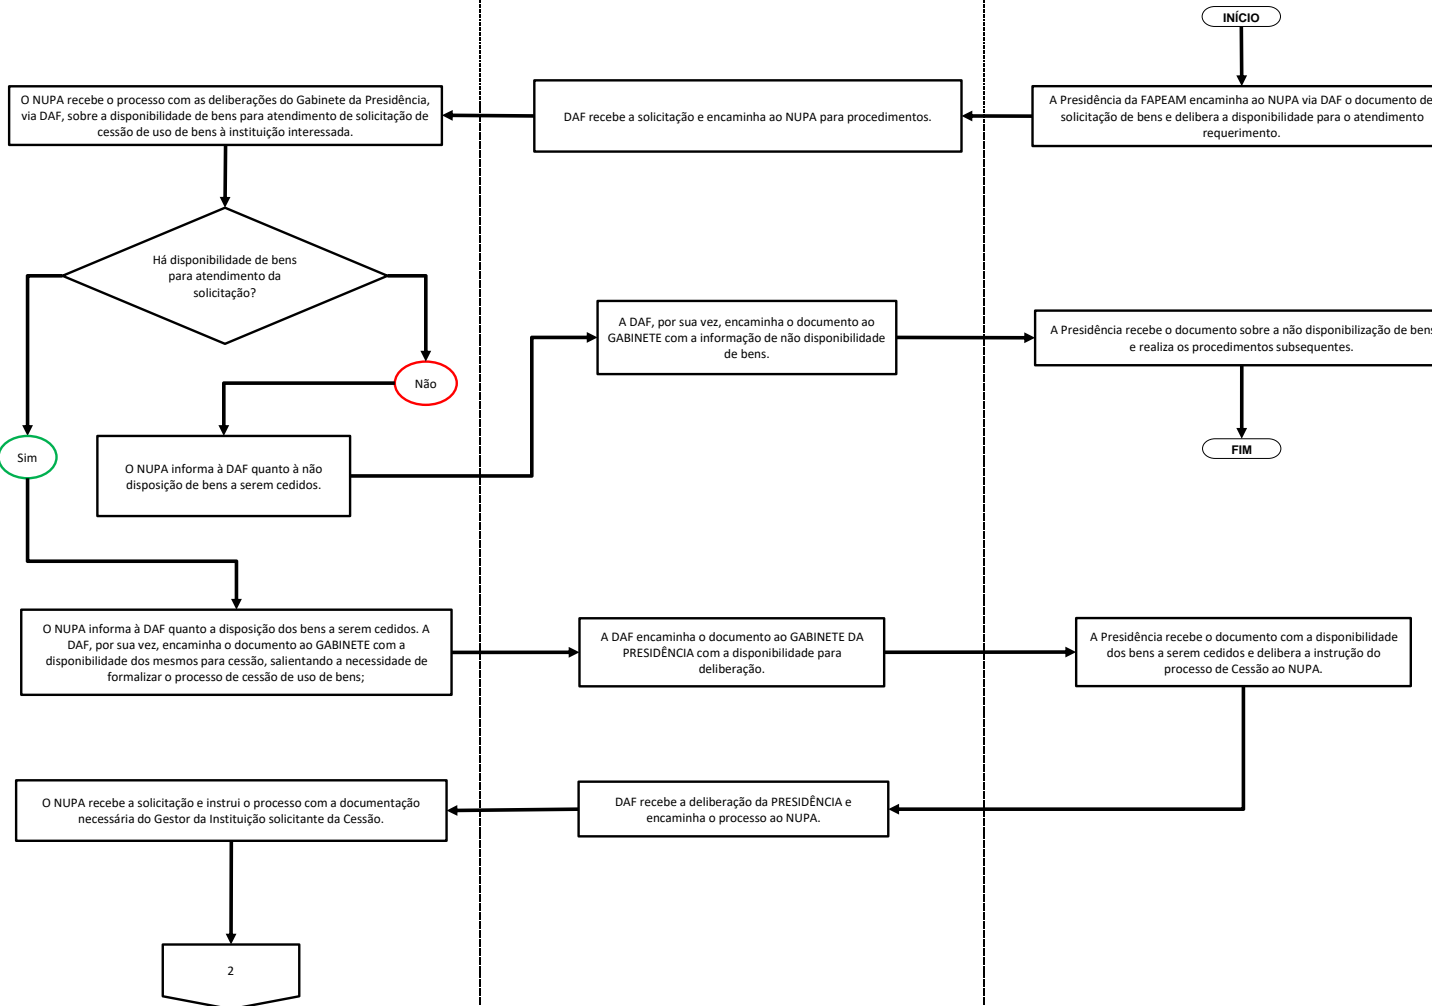 INÍCIO
O NUPA recebe o processo com as deliberações do Gabinete da Presidência,
via DAF, sobre a disponibilidade de bens para atendimento de solicitação de
cessão de uso de bens à instituição interessada.
DAF recebe a solicitação e encaminha ao NUPA para procedimentos.
A Presidência da FAPEAM encaminha ao NUPA via DAF o documento de
solicitação de bens e delibera a disponibilidade para o atendimento
requerimento.
Há disponibilidade de bens
para atendimento da
solicitação?
A DAF, por sua vez, encaminha o documento ao
GABINETE com a informação de não disponibilidade
de bens.
A Presidência recebe o documento sobre a não disponibilização de bens
e realiza os procedimentos subsequentes.
Não
Sim
O NUPA informa à DAF quanto à não
disposição de bens a serem cedidos.
FIM
O NUPA informa à DAF quanto a disposição dos bens a serem cedidos. A
DAF, por sua vez, encaminha o documento ao GABINETE com a
disponibilidade dos mesmos para cessão, salientando a necessidade de
formalizar o processo de cessão de uso de bens;
A DAF encaminha o documento ao GABINETE DA
PRESIDÊNCIA com a disponibilidade para
deliberação.
A Presidência recebe o documento com a disponibilidade
dos bens a serem cedidos e delibera a instrução do
processo de Cessão ao NUPA.
O NUPA recebe a solicitação e instrui o processo com a documentação
necessária do Gestor da Instituição solicitante da Cessão.
DAF recebe a deliberação da PRESIDÊNCIA e
encaminha o processo ao NUPA.
2